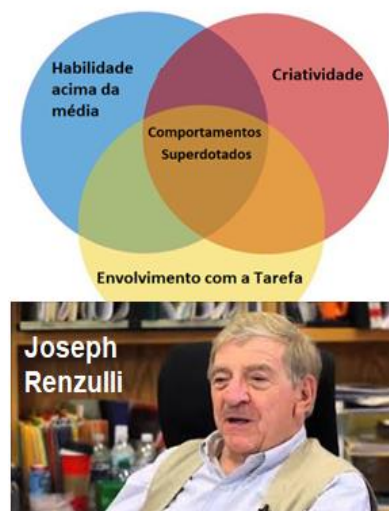 Habilidade
acima da
média
Criatividade
Comportamentos
Superdotados
Envolvimento com a Tarefa
Joseph
Renzulli